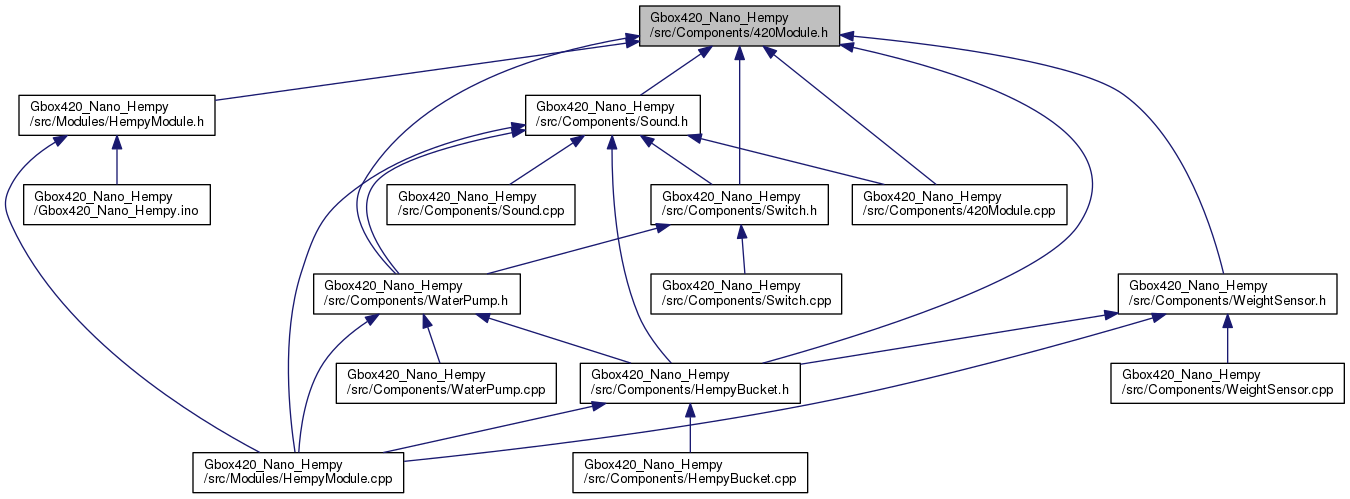 Gbox420_Nano_Hempy
/src/Components/420Module.h
Gbox420_Nano_Hempy
/src/Modules/HempyModule.h
Gbox420_Nano_Hempy
/src/Components/Sound.h
Gbox420_Nano_Hempy
/Gbox420_Nano_Hempy.ino
Gbox420_Nano_Hempy
/src/Components/Sound.cpp
Gbox420_Nano_Hempy
/src/Components/Switch.h
Gbox420_Nano_Hempy
/src/Components/420Module.cpp
Gbox420_Nano_Hempy
/src/Components/WaterPump.h
Gbox420_Nano_Hempy
/src/Components/Switch.cpp
Gbox420_Nano_Hempy
/src/Components/WeightSensor.h
Gbox420_Nano_Hempy
/src/Components/WaterPump.cpp
Gbox420_Nano_Hempy
/src/Components/HempyBucket.h
Gbox420_Nano_Hempy
/src/Components/WeightSensor.cpp
Gbox420_Nano_Hempy
/src/Modules/HempyModule.cpp
Gbox420_Nano_Hempy
/src/Components/HempyBucket.cpp